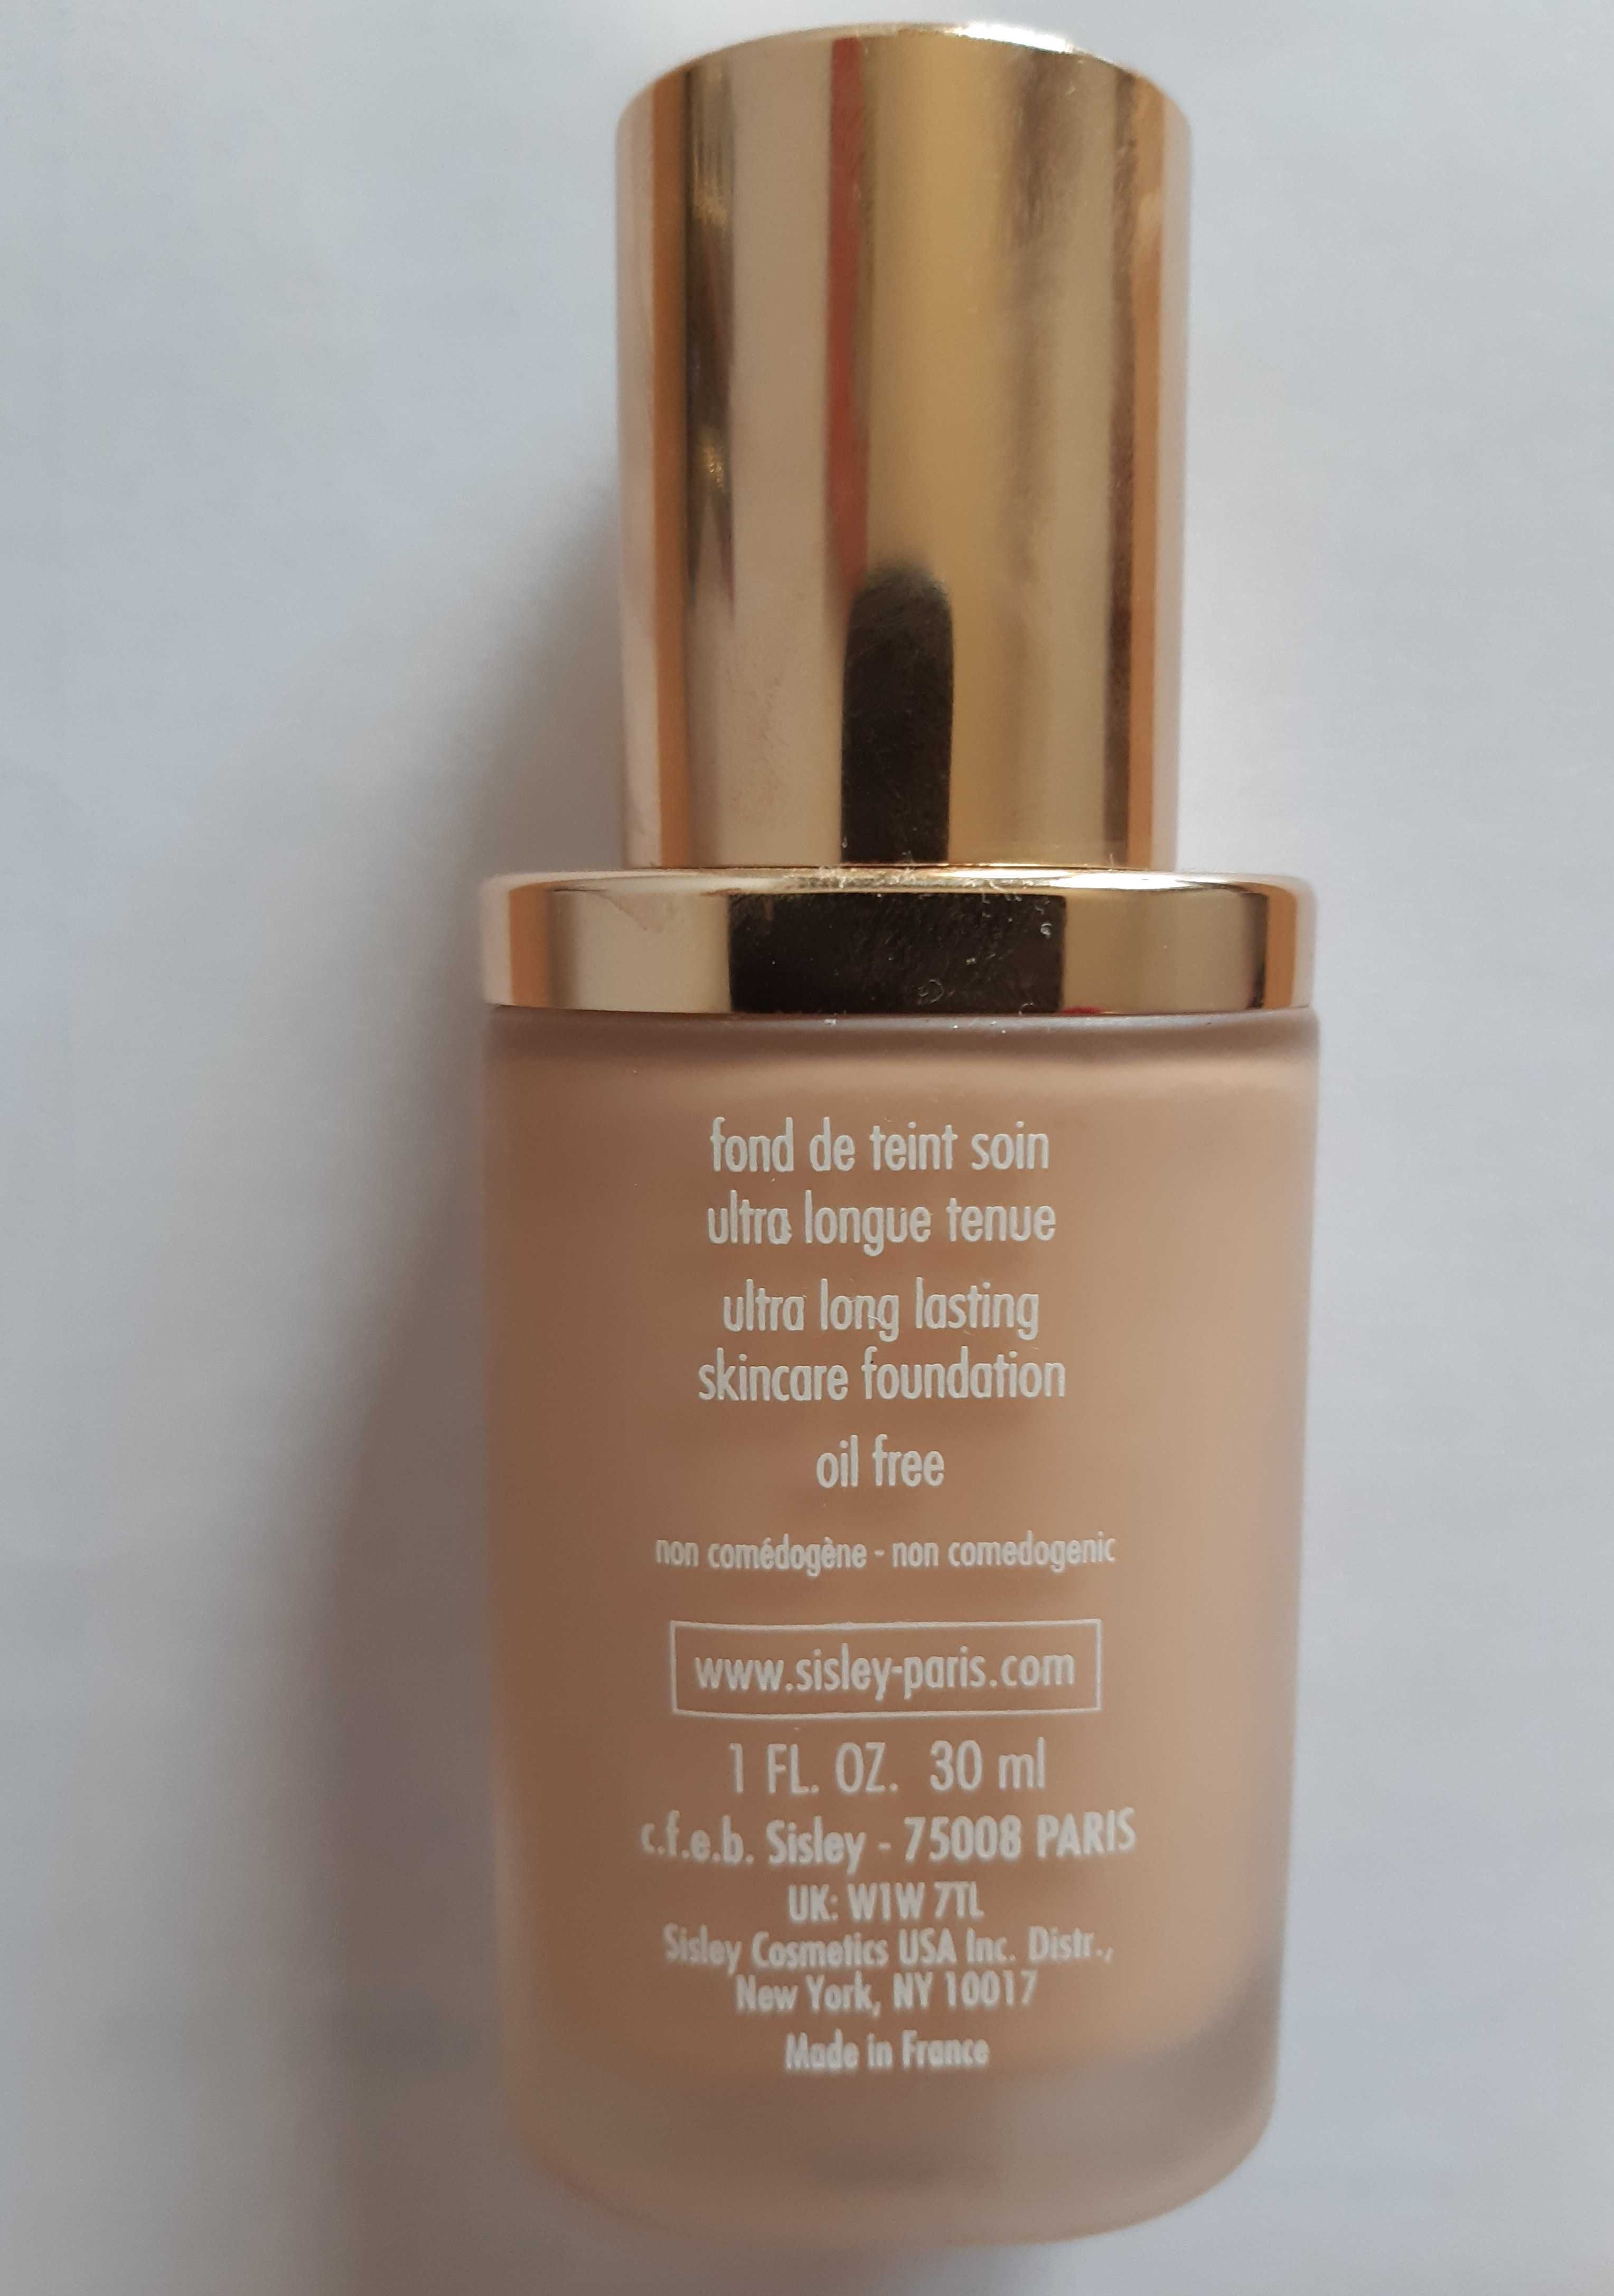 fond de teint soin
ultra longue tenue
ultra long lasting
skincare foundation
oil free
non comédogène - non comedogenic
www.sisley-paris.com
1 FL. OZ. 30 ml
c.f.e.b. Sisley - 75008 PARIS
UK: W1W 7TL
Sisley Cosmetics USA Inc. Distr.,
New York, NY 10017
Made in France